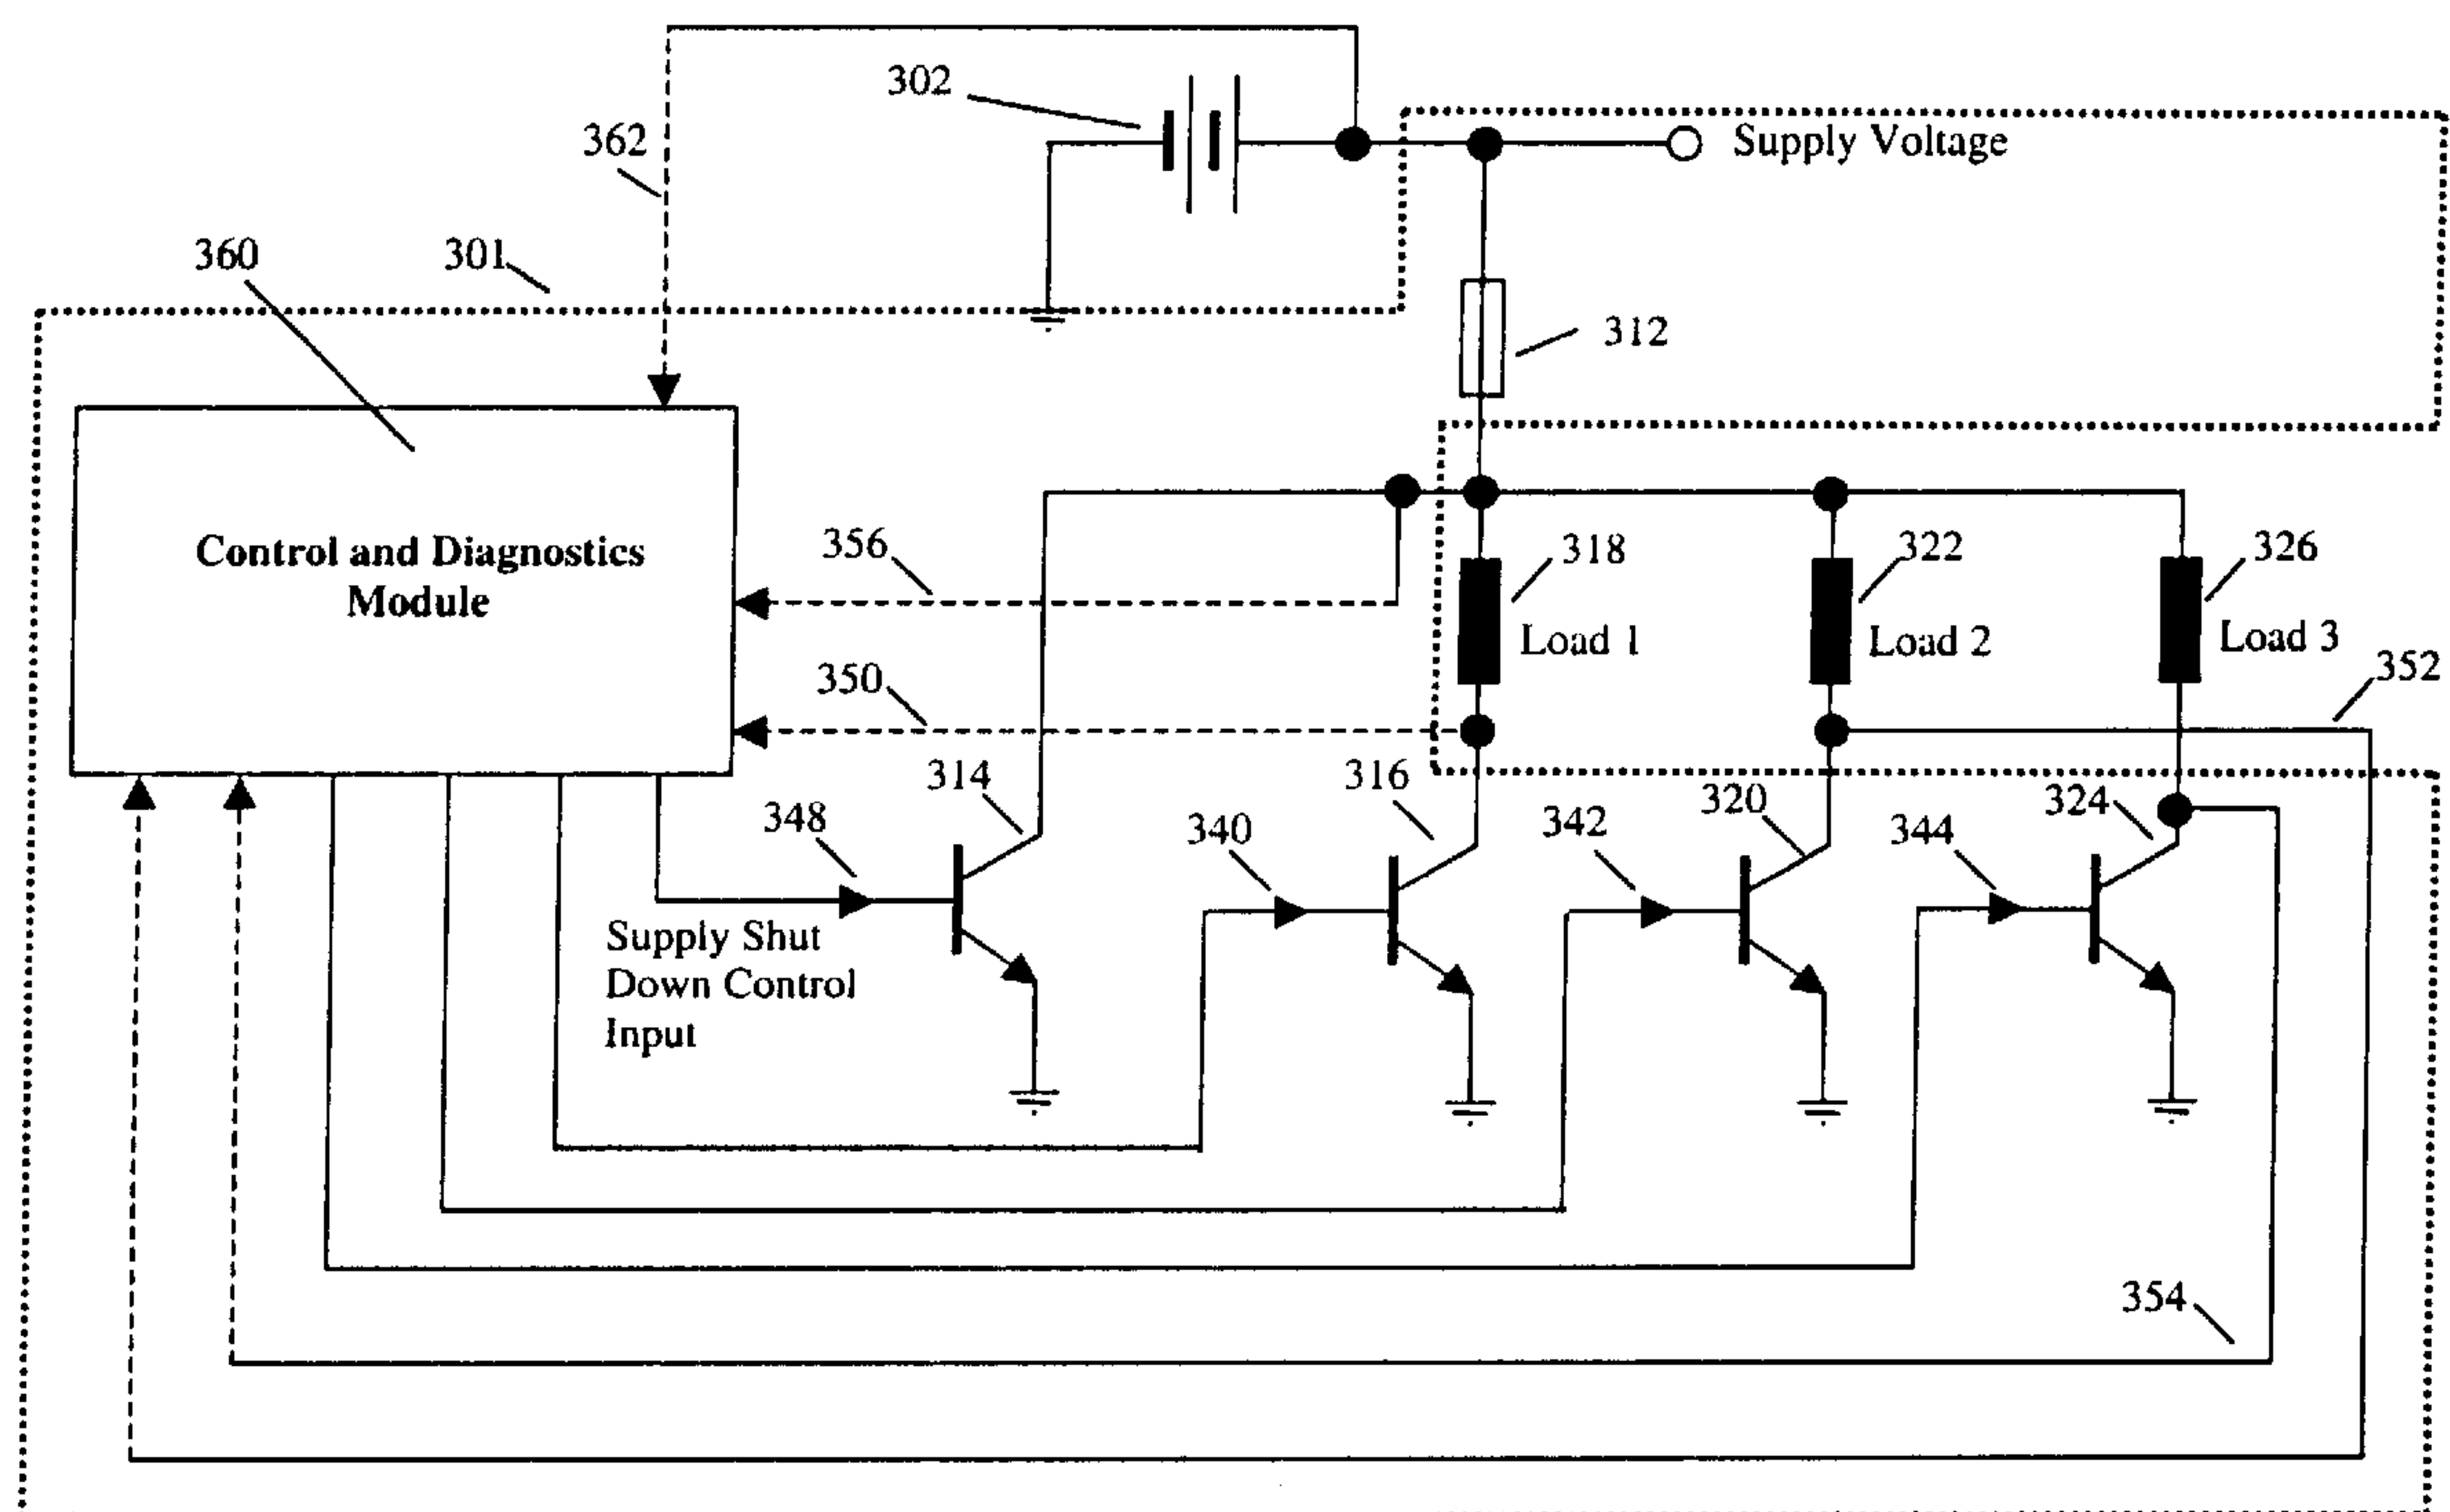 302
Supply Voltage
362
360
301
312
Control and Diagnostics
Module
356
318
322
326
Load 1
Load 2
Load 3
352
350
314
316
320
324
348
340
342
344
Supply Shut
Down Control
Input
354